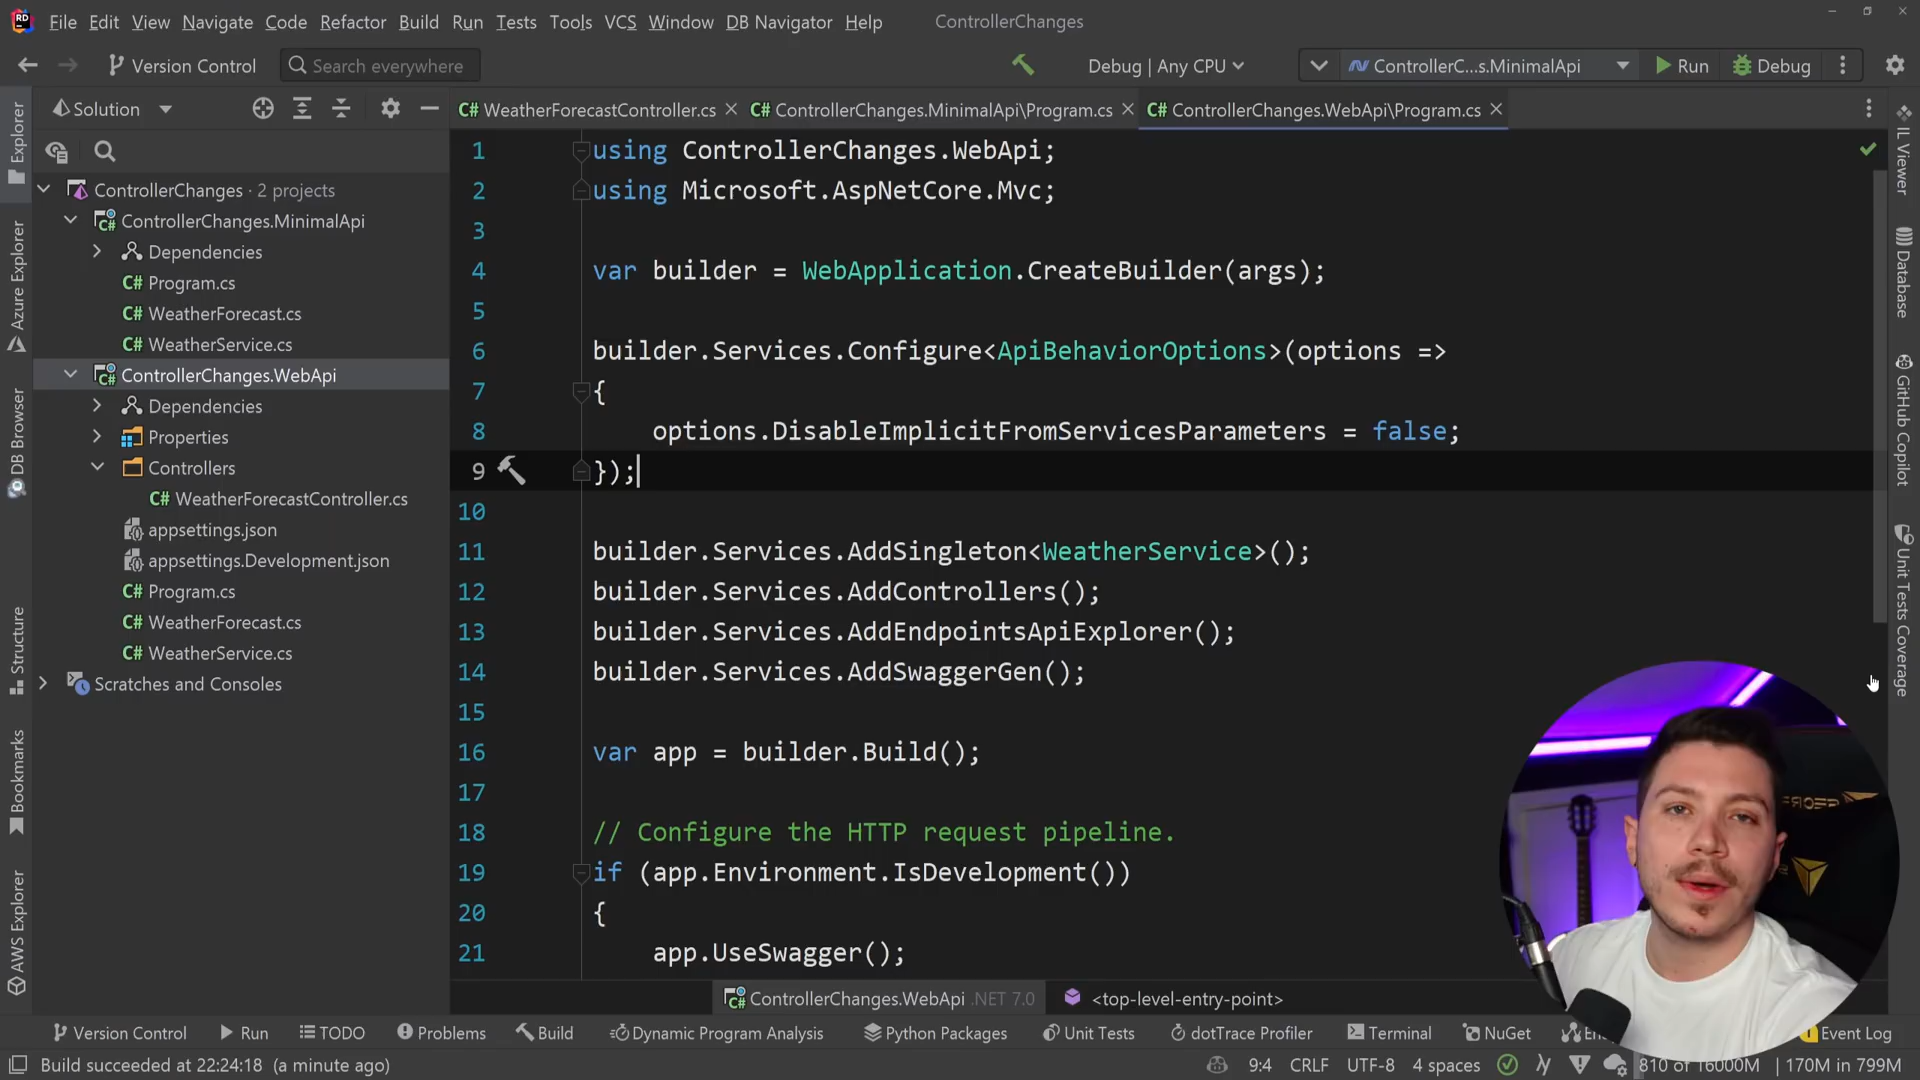 File Edit View Navigate Code Refactor Build Run Tests Tools VCS Window DB Navigator Help ControllerChanges
Version Control Search everywhere Debug | Any CPU ControllerC...s.MinimalApi Run Debug
Solution
WeatherForecastController.cs ControllerChanges.MinimalApi\Program.cs ControllerChanges.WebApi\Program.cs
ControllerChanges · 2 projects
C# ControllerChanges.MinimalApi
Dependencies
C# Program.cs
C# WeatherForecast.cs
C# WeatherService.cs
C# ControllerChanges.WebApi
Dependencies
Properties
Controllers
C# WeatherForecastController.cs
appsettings.json
appsettings.Development.json
C# Program.cs
C# WeatherForecast.cs
C# WeatherService.cs
Scratches and Consoles
Explorer
Azure Explorer
DB Browser
Structure
Bookmarks
AWS Explorer
1 using ControllerChanges.WebApi;
2 using Microsoft.AspNetCore.Mvc;
3
4 var builder = WebApplication.CreateBuilder(args);
5
6 builder.Services.Configure<ApiBehaviorOptions>(options =>
7 {
8 options.DisableImplicitFromServicesParameters = false;
9 });
10
11 builder.Services.AddSingleton<WeatherService>();
12 builder.Services.AddControllers();
13 builder.Services.AddEndpointsApiExplorer();
14 builder.Services.AddSwaggerGen();
15
16 var app = builder.Build();
17
18 // Configure the HTTP request pipeline.
19 if (app.Environment.IsDevelopment())
20 {
21 app.UseSwagger();
IL Viewer
Database
GitHub Copilot
Unit Tests Coverage
ControllerChanges.WebApi .NET 7.0 <top-level-entry-point>
Version Control Run TODO Problems Build Dynamic Program Analysis Python Packages Unit Tests dotTrace Profiler Terminal NuGet Event Log
Build succeeded at 22:24:18 (a minute ago) 9:4 CRLF UTF-8 4 spaces 810 of 16000M 170M in 799M